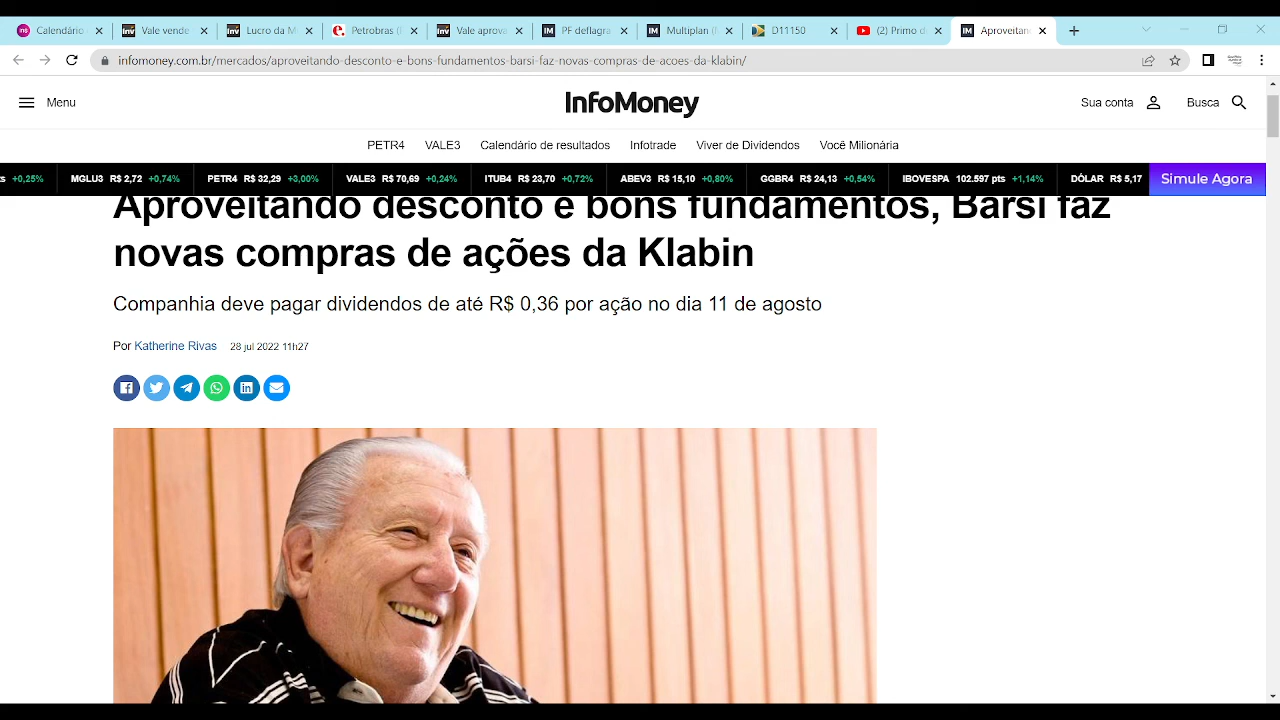 Calendário
Vale vende
Lucro da M
Petrobras (
Vale aprova
PF deflagra
Multiplan (
D11150
(2) Primo d
Aproveitan
infomoney.com.br/mercados/aproveitando-desconto-e-bons-fundamentos-barsi-faz-novas-compras-de-acoes-da-klabin/
Menu
InfoMoney
Sua conta
Busca
PETR4 VALE3 Calendário de resultados Infotrade Viver de Dividendos Você Milionária
s +0,25% MGLU3 R$ 2,72 +0,74% PETR4 R$ 32,29 +3,00% VALE3 R$ 70,69 +0,24% ITUB4 R$ 23,70 +0,72% ABEV3 R$ 15,10 +0,80% GGBR4 R$ 24,13 +0,54% IBOVESPA 102.597 pts +1,14% DÓLAR R$ 5,17 Simule Agora
Aproveitando desconto e bons fundamentos, Barsi faz
novas compras de ações da Klabin
Companhia deve pagar dividendos de até R$ 0,36 por ação no dia 11 de agosto
Por Katherine Rivas 28 jul 2022 11h27